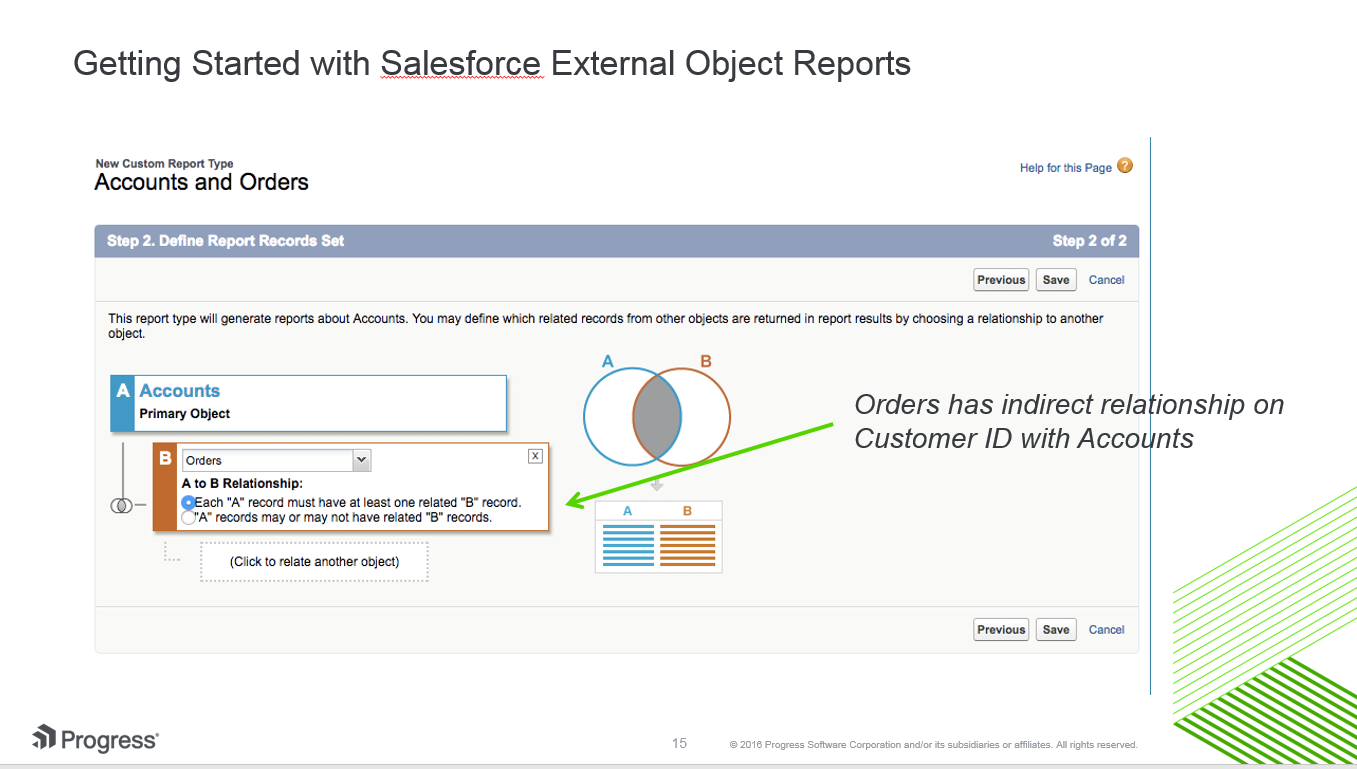 Getting Started with Salesforce External Object Reports
New Custom Report Type
Accounts and Orders
Help for this Page ?
Step 2. Define Report Records Set
Step 2 of 2
Previous Save Cancel
This report type will generate reports about Accounts. You may define which related records from other objects are returned in report results by choosing a relationship to another
object.
A Accounts
Primary Object
B Orders X
A to B Relationship:
Each "A" record must have at least one related "B" record.
"A" records may or may not have related "B" records.
(Click to relate another object)
A B
A B
Orders has indirect relationship on
Customer ID with Accounts
Previous Save Cancel
Progress
15
© 2016 Progress Software Corporation and/or its subsidiaries or affiliates. All rights reserved.